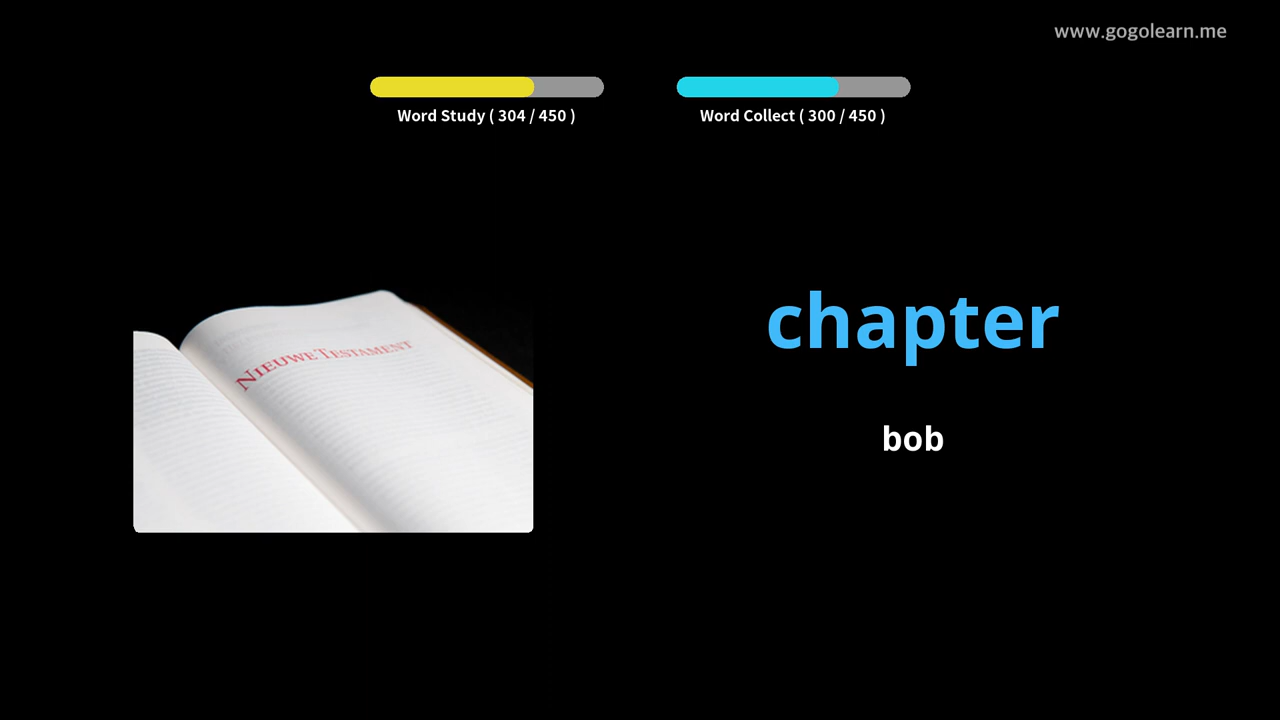 www.gogolearn.me
Word Study ( 304 / 450 )
Word Collect ( 300 / 450 )
NIEUWE TESTAMENT
chapter
bob